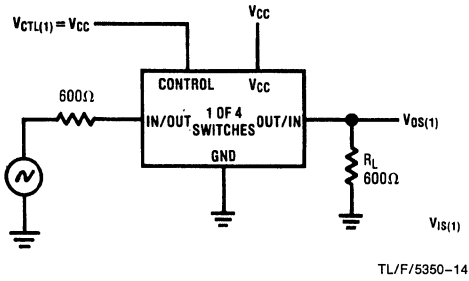 VCC
VCTL(1) = VCC
CONTROL
VCC
600Ω
IN/OUT
1 OF 4
SWITCHES
OUT/IN
VOS(1)
GND
RL
600Ω
VIS(1)
TL/F/5350–14